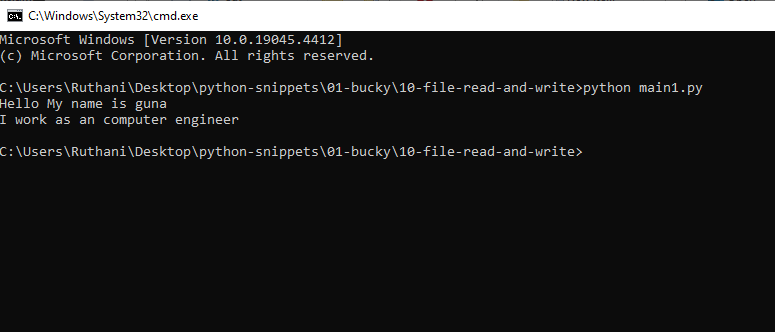 C:\Windows\System32\cmd.exe
Microsoft Windows [Version 10.0.19045.4412]
(c) Microsoft Corporation. All rights reserved.
C:\Users\Ruthani\Desktop\python-snippets\01-bucky\10-file-read-and-write>python main1.py
Hello My name is guna
I work as an computer engineer
C:\Users\Ruthani\Desktop\python-snippets\01-bucky\10-file-read-and-write>